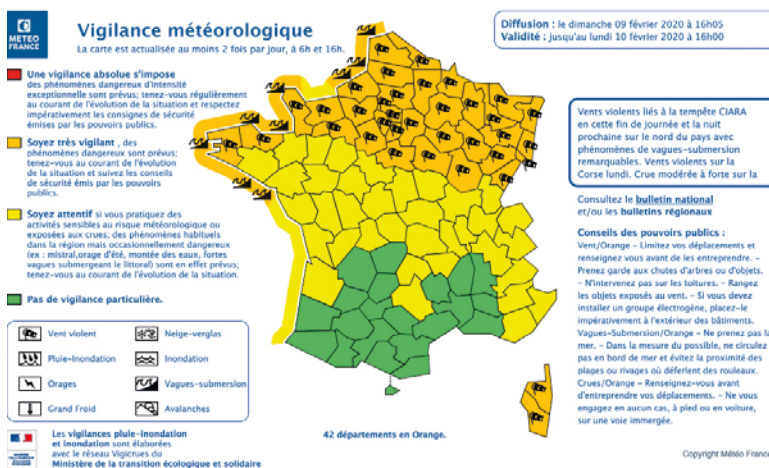 METEO
FRANCE
Vigilance météorologique
La carte est actualisée au moins 2 fois par jour, à 6h et 16h.
Diffusion : le dimanche 09 février 2020 à 16h05
Validité : jusqu'au lundi 10 février 2020 à 16h00
Une vigilance absolue s'impose
des phénomènes dangereux d'intensité
exceptionnelle sont prévus; tenez-vous régulièrement
au courant de l'évolution de la situation et respectez
impérativement les consignes de sécurité
émises par les pouvoirs publics.
Soyez très vigilant , des
phénomènes dangereux sont prévus;
tenez-vous au courant de l'évolution
de la situation et suivez les conseils
de sécurité émis par les pouvoirs
publics.
Soyez attentif si vous pratiquez des
activités sensibles au risque météorologique ou
exposées aux crues; des phénomènes habituels
dans la région mais occasionnellement dangereux
(ex : mistral,orage d'été, montée des eaux, fortes
vagues submergeant le littoral) sont en effet prévus;
tenez-vous au courant de l'évolution de la situation.
Pas de vigilance particulière.
Vent violent
Neige-verglas
Pluie-Inondation
Inondation
Orages
Vagues-submersion
Grand Froid
Avalanches
Les vigilances pluie-inondation
et inondation sont élaborées
avec le réseau Vigicrues du
Ministère de la transition écologique et solidaire
42 départements en Orange.
Vents violents liés à la tempête CIARA
en cette fin de journée et la nuit
prochaine sur le nord du pays avec
phénomènes de vagues-submersion
remarquables. Vents violents sur la
Corse lundi. Crue modérée à forte sur la
Consultez le bulletin national
et/ou les bulletins régionaux
Conseils des pouvoirs publics :
Vent/Orange – Limitez vos déplacements et
renseignez vous avant de les entreprendre. –
Prenez garde aux chutes d'arbres ou d'objets.
– N'intervenez pas sur les toitures. – Rangez
les objets exposés au vent. – Si vous devez
installer un groupe électrogène, placez-le
impérativement à l'extérieur des bâtiments.
Vagues-Submersion/Orange – Ne prenez pas la
mer. – Dans la mesure du possible, ne circulez
pas en bord de mer et évitez la proximité des
plages ou rivages où déferlent des rouleaux.
Crues/Orange – Renseignez-vous avant
d'entreprendre vos déplacements. – Ne vous
engagez en aucun cas, à pied ou en voiture,
sur une voie immergée.
Copyright Météo France